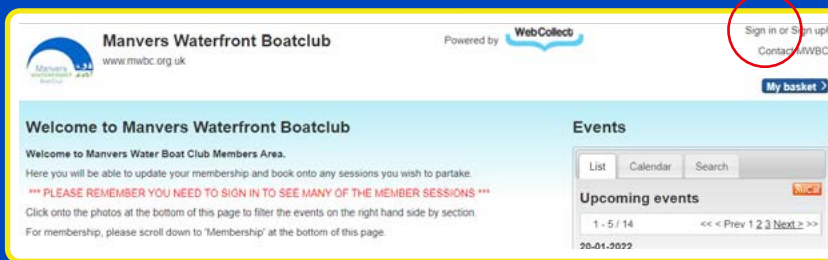 Manvers Waterfront Boatclub
www.mwbc.org.uk
Powered by WebCollect
Sign in or Sign up
Contact MWBC
My basket >
Manvers
Welcome to Manvers Waterfront Boatclub
Welcome to Manvers Water Boat Club Members Area.
Here you will be able to update your membership and book onto any sessions you wish to partake.
*** PLEASE REMEMBER YOU NEED TO SIGN IN TO SEE MANY OF THE MEMBER SESSIONS ***
Click onto the photos at the bottom of this page to filter the events on the right hand side by section.
For membership, please scroll down to 'Membership' at the bottom of this page.
Events
List Calendar Search
Upcoming events
1 - 5 / 14 << < Prev 1 2 3 Next > >>
20-01-2022